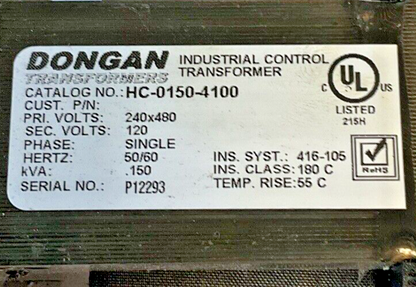 DONGAN INDUSTRIAL CONTROL
TRANSFORMERS TRANSFORMER
CATALOG NO.: HC-0150-4100
CUST. P/N:
PRI. VOLTS: 240x480
SEC. VOLTS: 120
PHASE: SINGLE
HERTZ: 50/60 INS. SYST.: 416-105
kVA: .150 INS. CLASS: 180 C
SERIAL NO.: P12293 TEMP. RISE: 55 C
C UL US
LISTED
215H
RoHS